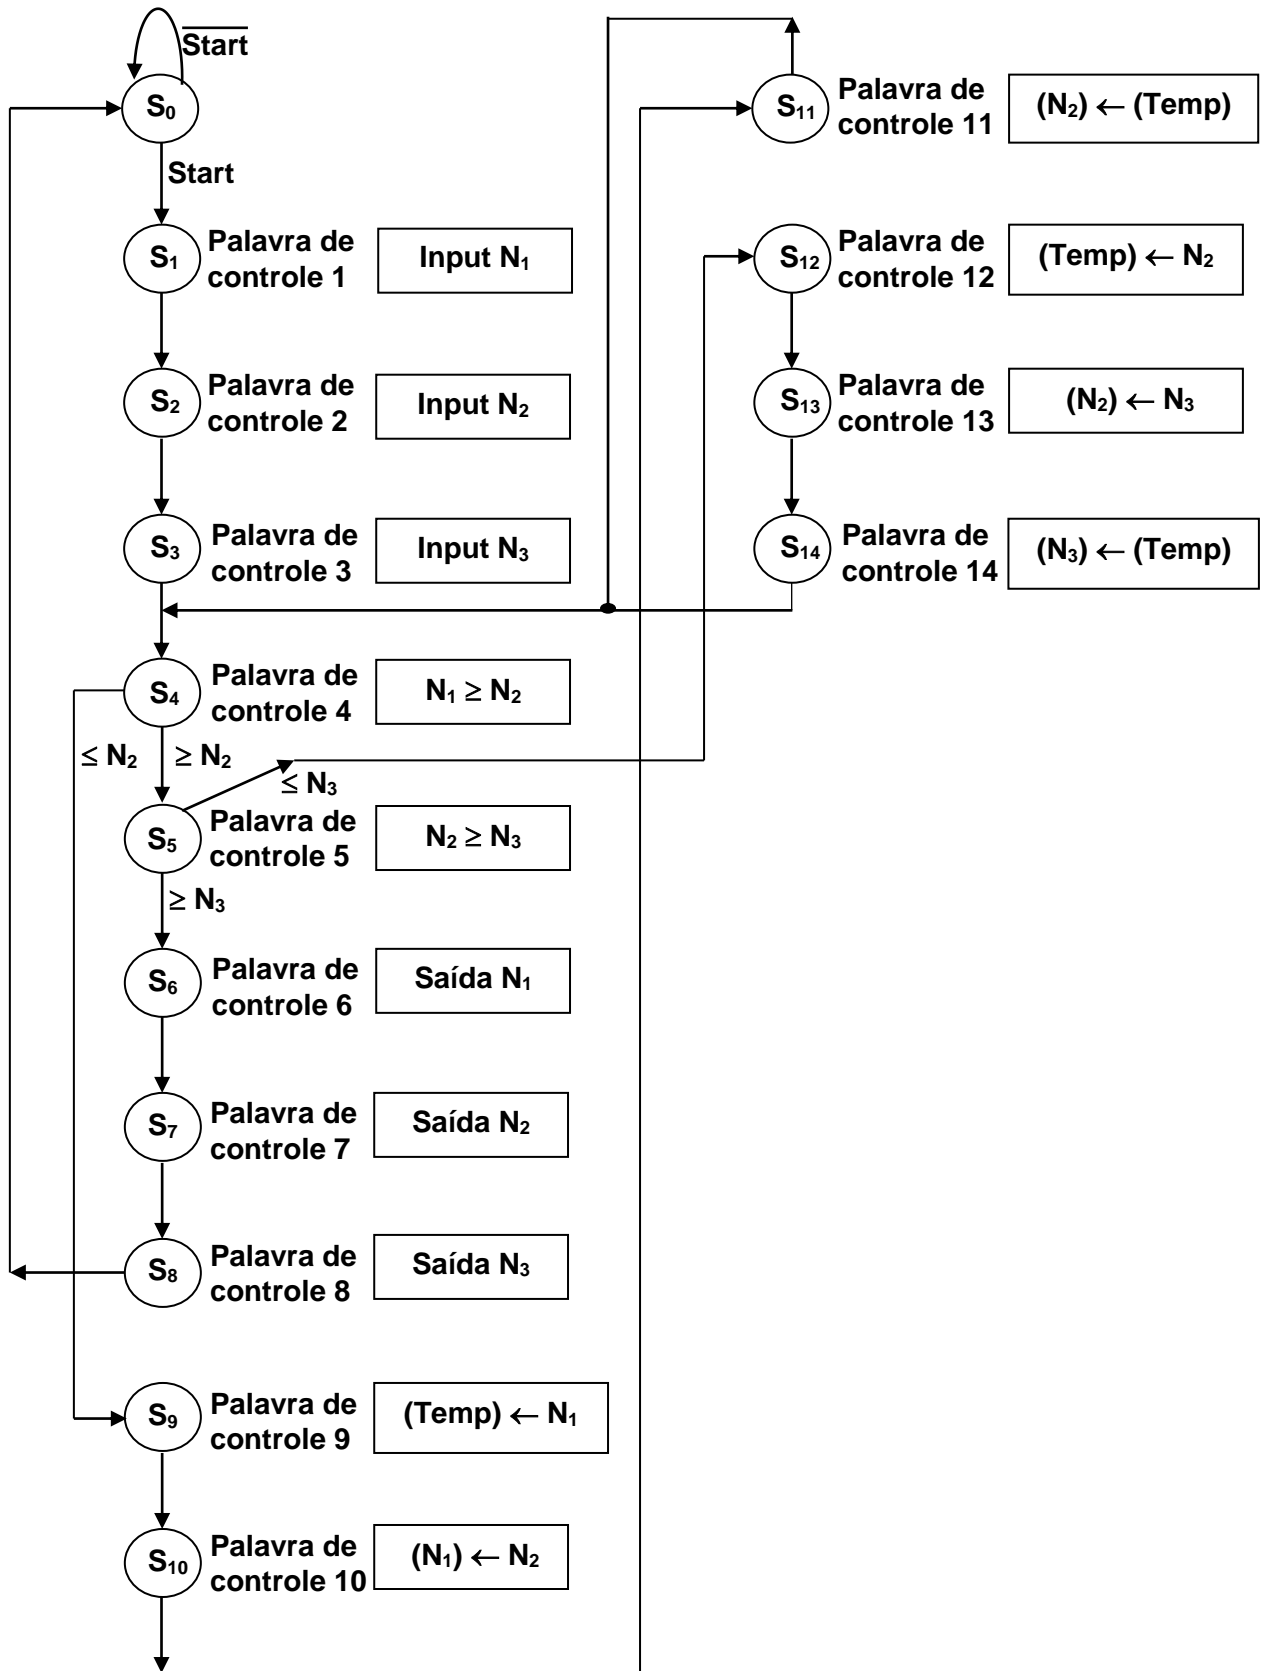 Start
S0
Start
S1
Palavra de
controle 1
Input N1
S2
Palavra de
controle 2
Input N2
S3
Palavra de
controle 3
Input N3
S4
Palavra de
controle 4
N1 ≥ N2
≤ N2
≥ N2
≤ N3
S5
Palavra de
controle 5
N2 ≥ N3
≥ N3
S6
Palavra de
controle 6
Saída N1
S7
Palavra de
controle 7
Saída N2
S8
Palavra de
controle 8
Saída N3
S9
Palavra de
controle 9
(Temp) ← N1
S10
Palavra de
controle 10
(N1) ← N2
S11
Palavra de
controle 11
(N2) ← (Temp)
S12
Palavra de
controle 12
(Temp) ← N2
S13
Palavra de
controle 13
(N2) ← N3
S14
Palavra de
controle 14
(N3) ← (Temp)